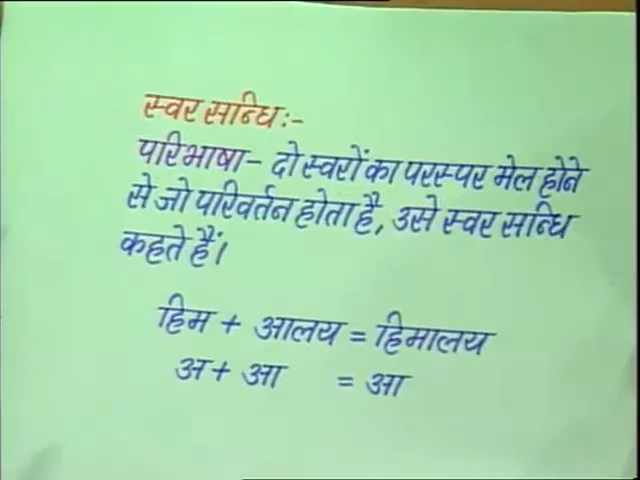 स्वर सन्धि :-
परिभाषा - दो स्वरों का परस्पर मेल होने
से जो परिवर्तन होता है, उसे स्वर सन्धि
कहते हैं।
हिम + आलय = हिमालय
अ + आ = आ